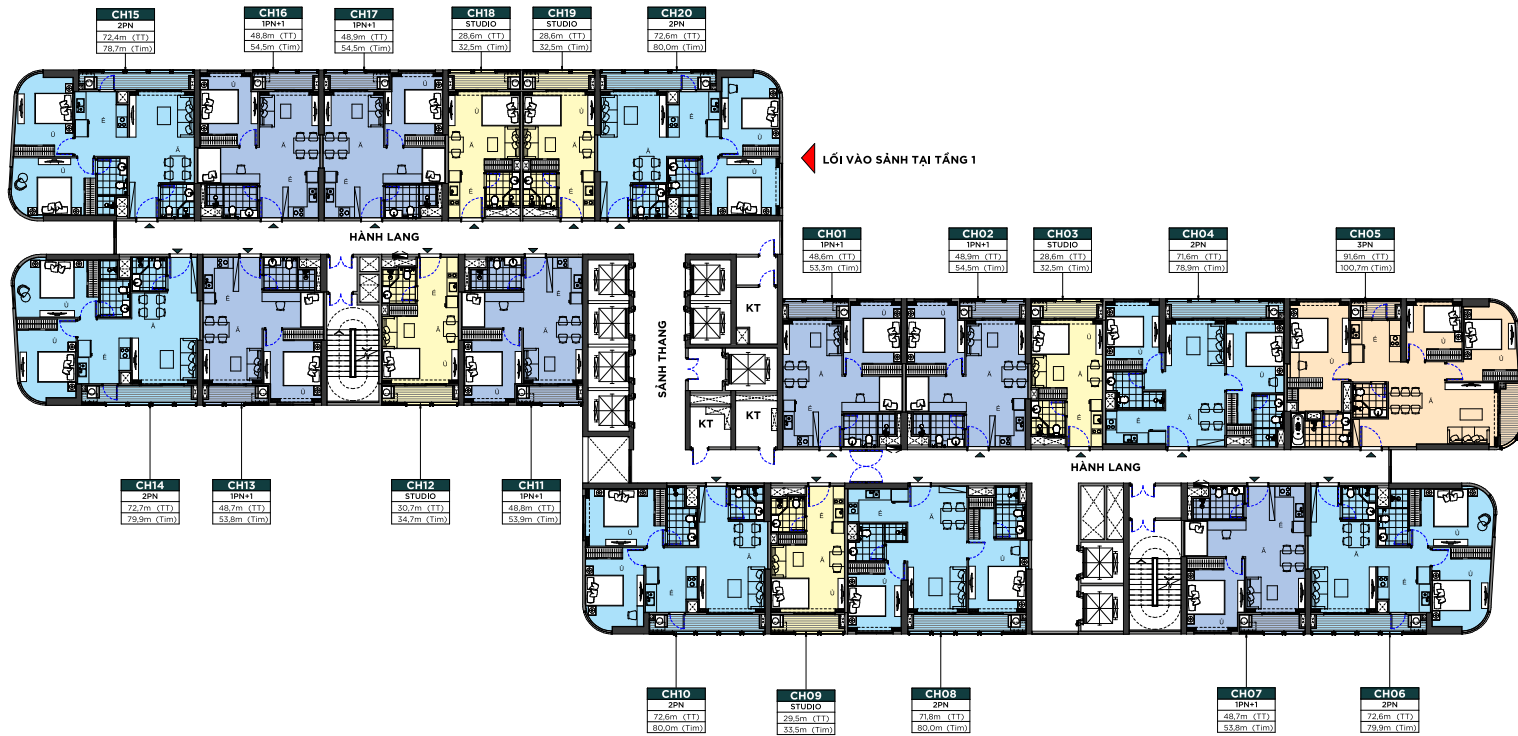 CH15
2PN
72,4m (TT)
78,7m (Tim)
CH16
1PN+1
48,8m (TT)
54,5m (Tim)
CH17
1PN+1
48,9m (TT)
54,5m (Tim)
CH18
STUDIO
28,6m (TT)
32,5m (Tim)
CH19
STUDIO
28,6m (TT)
32,5m (Tim)
CH20
2PN
72,6m (TT)
80,0m (Tim)
LỐI VÀO SẢNH TẠI TẦNG 1
HÀNH LANG
CH01
1PN+1
48,6m (TT)
53,3m (Tim)
CH02
1PN+1
48,9m (TT)
54,5m (Tim)
CH03
STUDIO
28,6m (TT)
32,5m (Tim)
CH04
2PN
71,6m (TT)
78,9m (Tim)
CH05
3PN
91,6m (TT)
100,7m (Tim)
KT
SẢNH THANG
KT
KT
HÀNH LANG
CH14
2PN
72,7m (TT)
79,9m (Tim)
CH13
1PN+1
48,7m (TT)
53,8m (Tim)
CH12
STUDIO
30,7m (TT)
34,7m (Tim)
CH11
1PN+1
48,8m (TT)
53,9m (Tim)
CH10
2PN
72,6m (TT)
80,0m (Tim)
CH09
STUDIO
29,5m (TT)
33,5m (Tim)
CH08
2PN
71,8m (TT)
80,0m (Tim)
CH07
1PN+1
48,7m (TT)
53,8m (Tim)
CH06
2PN
72,6m (TT)
79,9m (Tim)